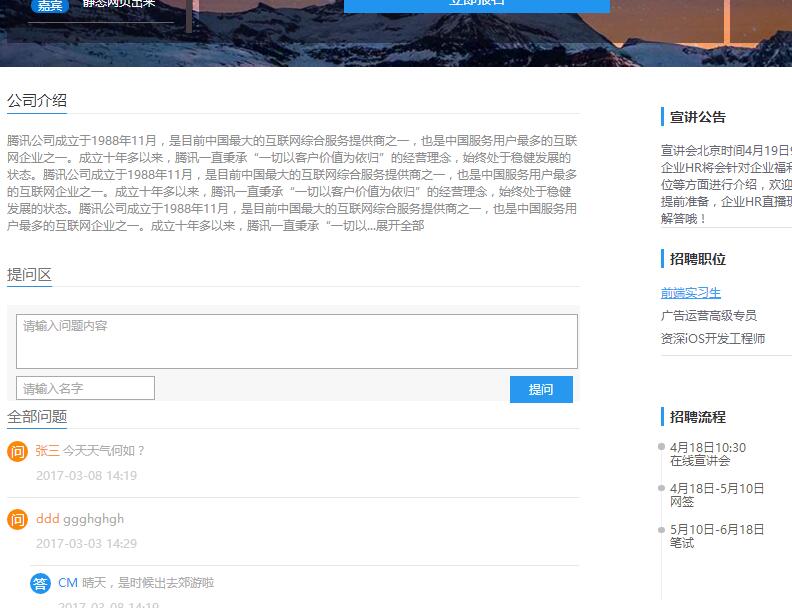 嘉宾
静态网页出来
立即报名
公司介绍
腾讯公司成立于1988年11月，是目前中国最大的互联网综合服务提供商之一，也是中国服务用户最多的互联
网企业之一。成立十年多以来，腾讯一直秉承“一切以客户价值为依归”的经营理念，始终处于稳健发展的
状态。腾讯公司成立于1988年11月，是目前中国最大的互联网综合服务提供商之一，也是中国服务用户最多
的互联网企业之一。成立十年多以来，腾讯一直秉承“一切以客户价值为依归”的经营理念，始终处于稳健
发展的状态。腾讯公司成立于1988年11月，是目前中国最大的互联网综合服务提供商之一，也是中国服务用
户最多的互联网企业之一。成立十年多以来，腾讯一直秉承“一切以...展开全部
提问区
请输入问题内容
请输入名字
提问
全部问题
问 张三 今天天气何如？
2017-03-08 14:19
问 ddd ggghghgh
2017-03-03 14:29
答 CM 晴天，是时候出去郊游啦
2017-03-08 14:19
宣讲公告
宣讲会北京时间4月19日
企业HR将会针对企业福利
位等方面进行介绍，欢迎
提前准备，企业HR直播现
解答哦！
招聘职位
前端实习生
广告运营高级专员
资深iOS开发工程师
招聘流程
4月18日10:30
在线宣讲会
4月18日-5月10日
网签
5月10日-6月18日
笔试